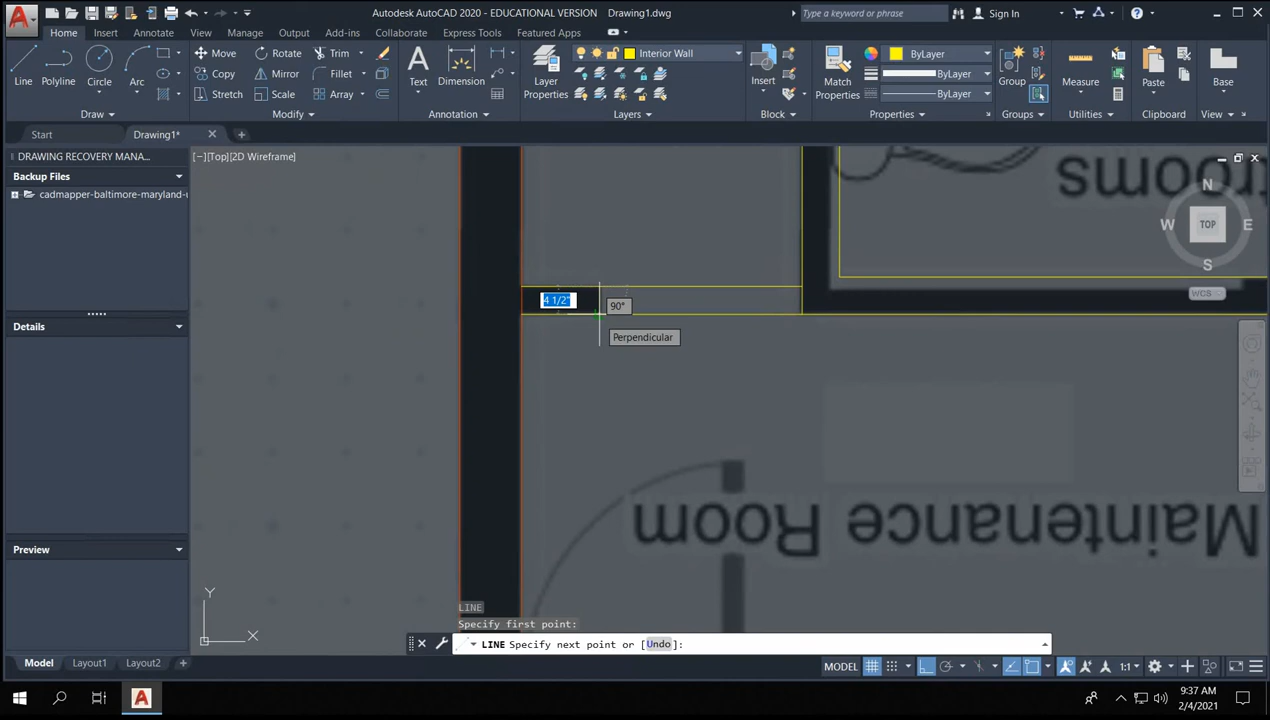 Autodesk AutoCAD 2020 - EDUCATIONAL VERSION Drawing1.dwg
Type a keyword or phrase
Sign In
Home Insert Annotate View Manage Output Add-ins Collaborate Express Tools Featured Apps
Line Polyline Circle Arc
Move Rotate Trim
Copy Mirror Fillet
Stretch Scale Array
Text Dimension
Layer Properties
Interior Wall
Insert
Match Properties
ByLayer
ByLayer
ByLayer
Group
Measure
Paste
Base
Draw Modify Annotation Layers Block Properties Groups Utilities Clipboard View
Start Drawing1*
DRAWING RECOVERY MANA...
Backup Files
cadmapper-baltimore-maryland-u
Details
Preview
[−][Top][2D Wireframe]
N
W TOP E
S
WCS
trooms
4 1/2"
90°
Perpendicular
Maintenance Room
Y
X
LINE
Specify first point:
LINE Specify next point or [Undo]:
Model Layout1 Layout2
MODEL 1:1
9:37 AM
2/4/2021